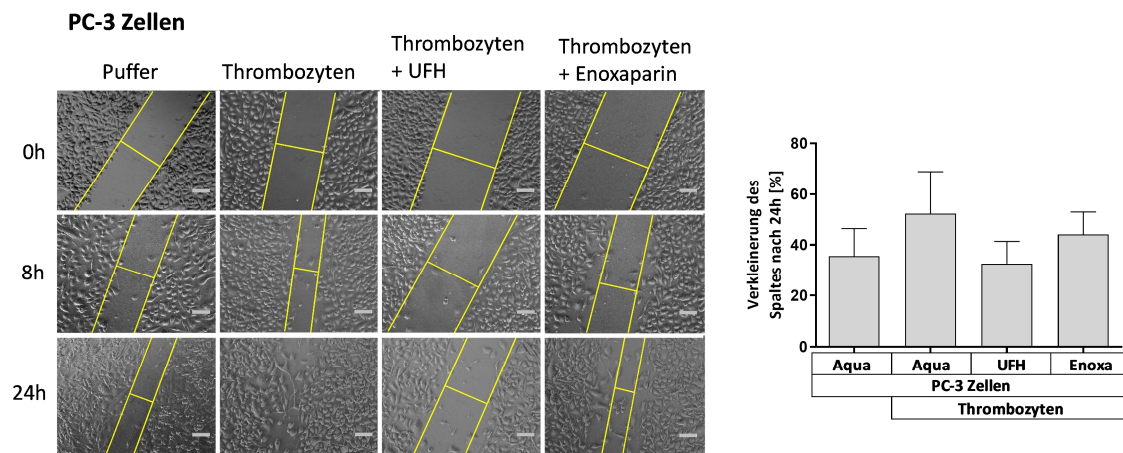 PC-3 Zellen
Puffer
Thrombozyten
Thrombozyten
+ UFH
Thrombozyten
+ Enoxaparin
0h
8h
24h
Verkleinerung des
Spaltes nach 24h [%]
80
60
40
20
0
Aqua Aqua UFH Enoxa
PC-3 Zellen
Thrombozyten